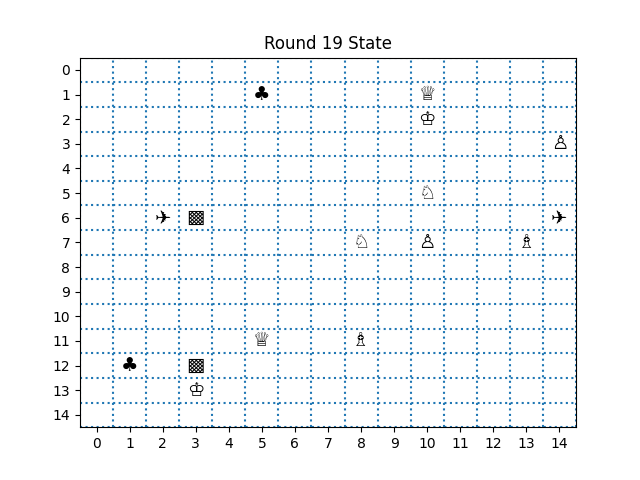 Round 19 State
0
1 ♣ ♕
2 ♔
3 ♙
4
5 ♘
6 ✈ ▩ ✈
7 ♘ ♙ ♗
8
9
10
11 ♕ ♗
12 ♣ ▩
13 ♔
14
0 1 2 3 4 5 6 7 8 9 10 11 12 13 14